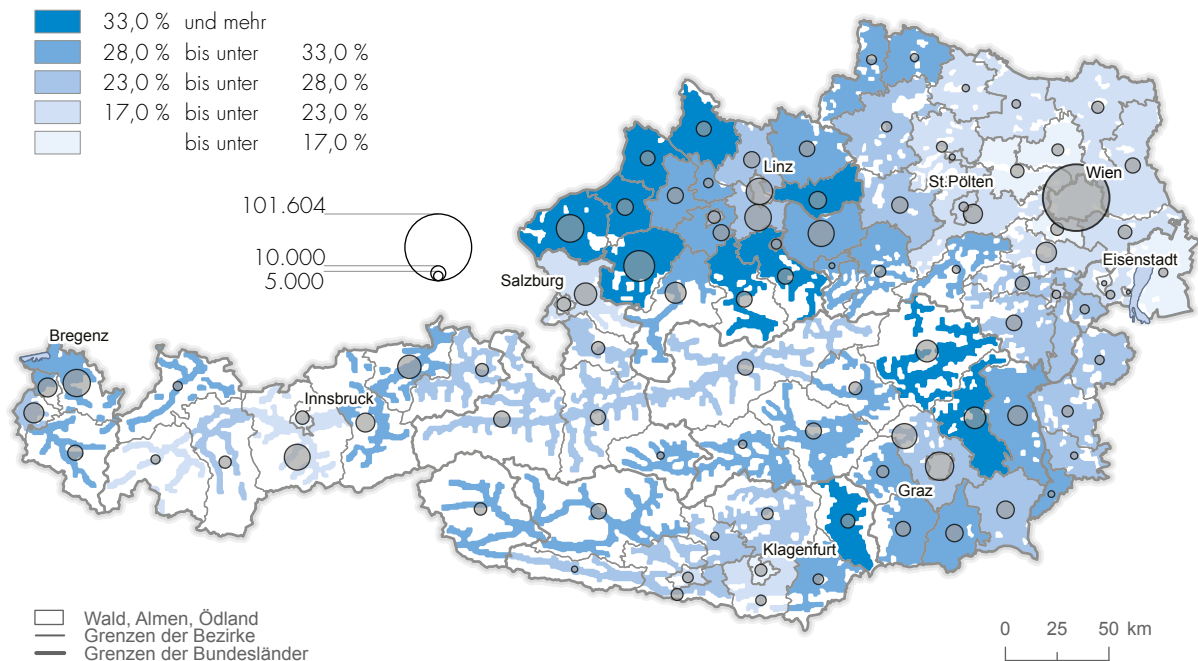 33,0 % und mehr
28,0 % bis unter 33,0 %
23,0 % bis unter 28,0 %
17,0 % bis unter 23,0 %
bis unter 17,0 %
101.604
10.000
5.000
Linz
Wien
St.Pölten
Eisenstadt
Salzburg
Bregenz
Innsbruck
Graz
Klagenfurt
Wald, Almen, Ödland
Grenzen der Bezirke
Grenzen der Bundesländer
0 25 50 km